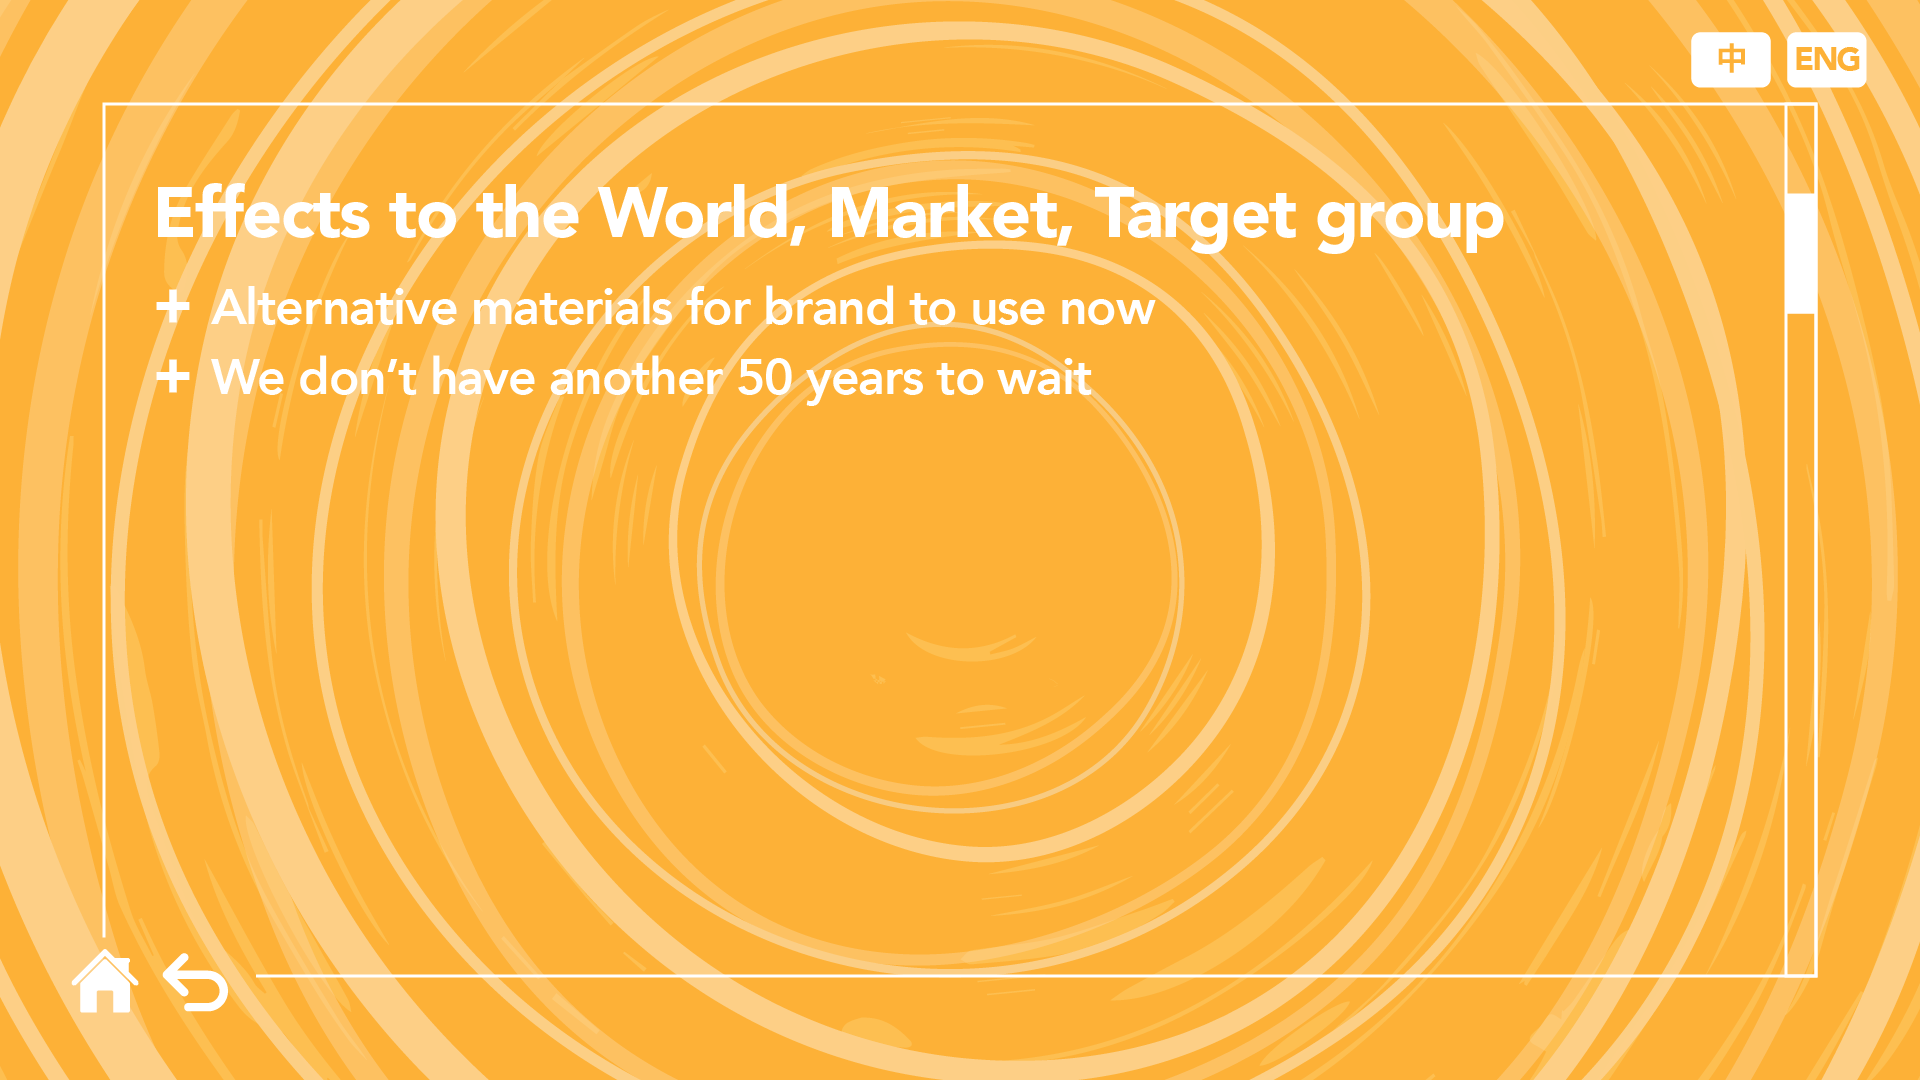 中 ENG
Effects to the World, Market, Target group
+ Alternative materials for brand to use now
+ We don’t have another 50 years to wait